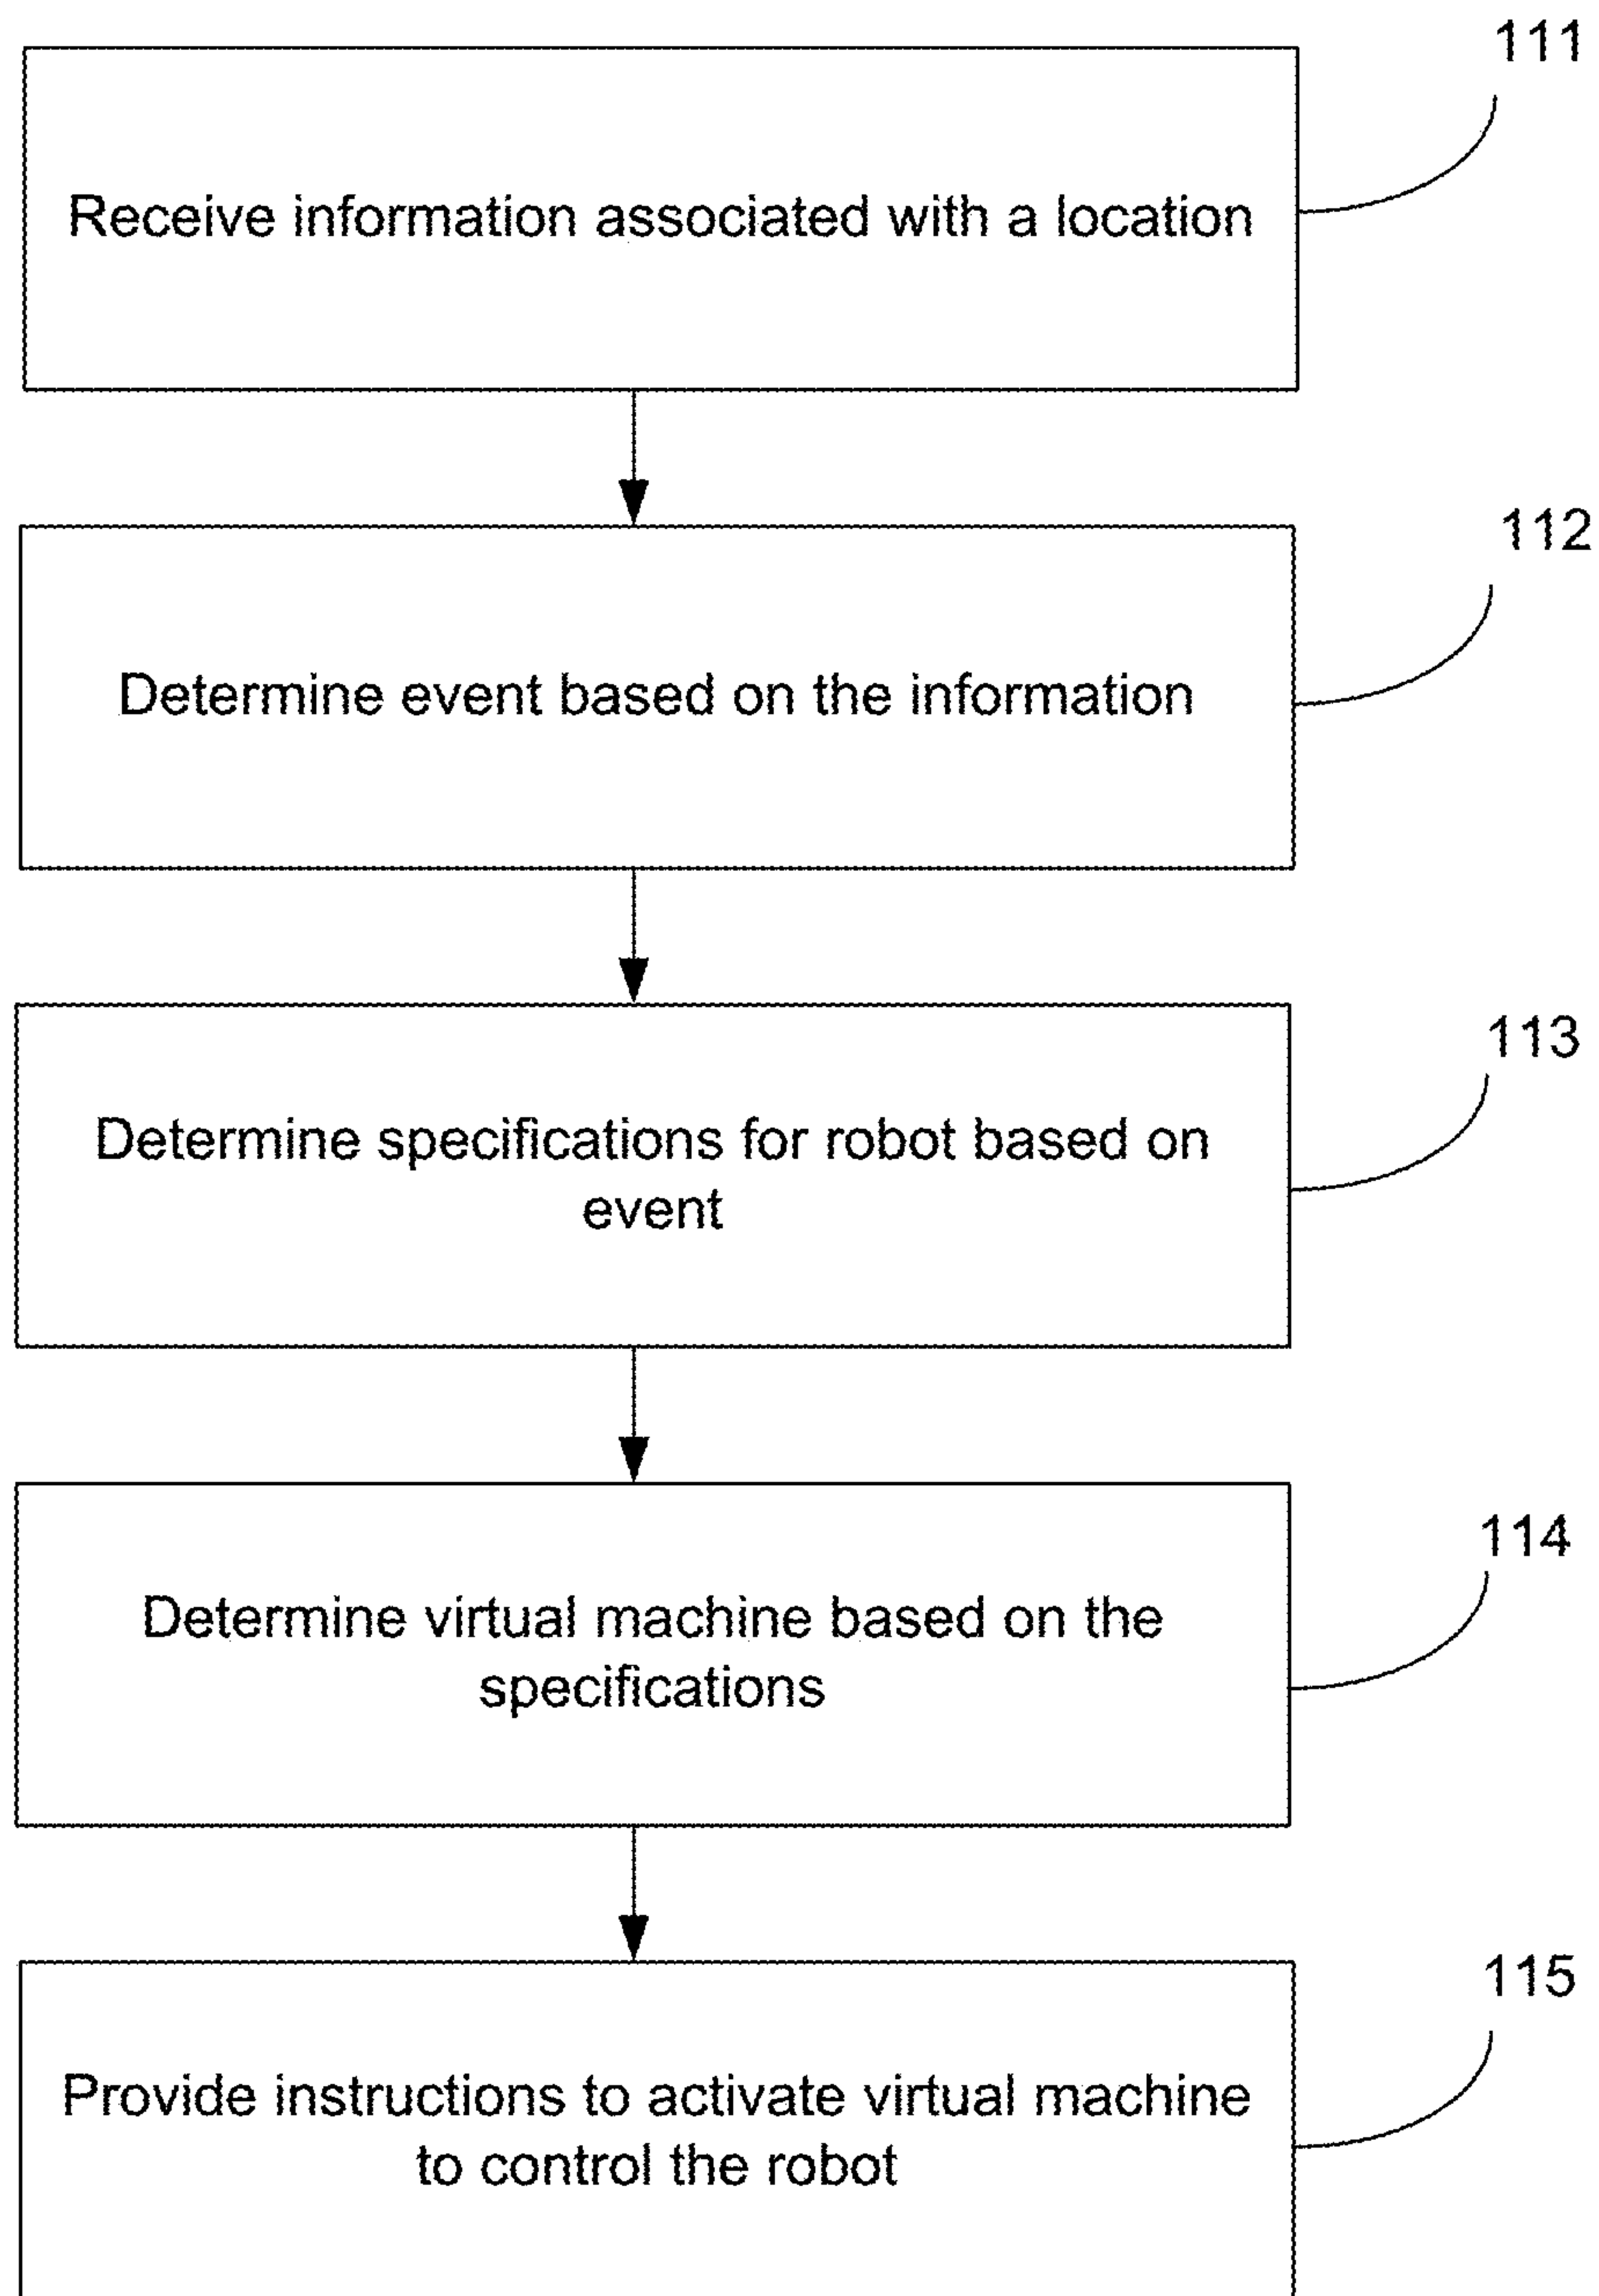 111
Receive information associated with a location
112
Determine event based on the information
113
Determine specifications for robot based on
event
114
Determine virtual machine based on the
specifications
115
Provide instructions to activate virtual machine
to control the robot